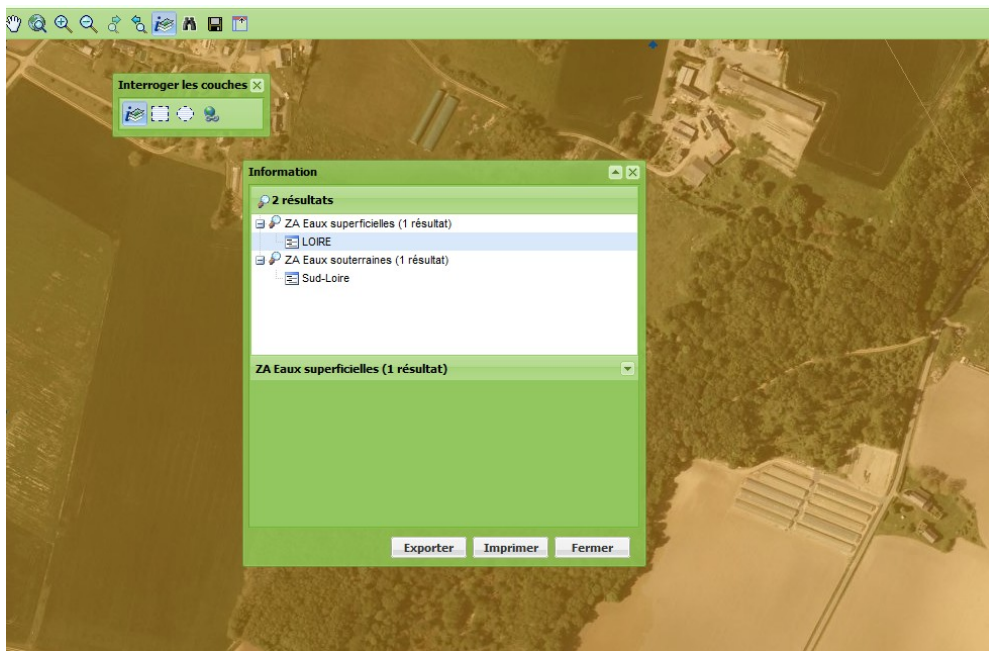 Interroger les couches
Information
2 résultats
ZA Eaux superficielles (1 résultat)
LOIRE
ZA Eaux souterraines (1 résultat)
Sud-Loire
ZA Eaux superficielles (1 résultat)
Exporter Imprimer Fermer